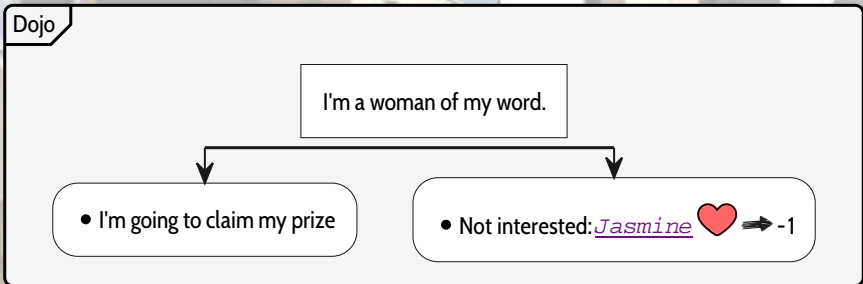 Dojo
I'm a woman of my word.
• I'm going to claim my prize
• Not interested: Jasmine -1